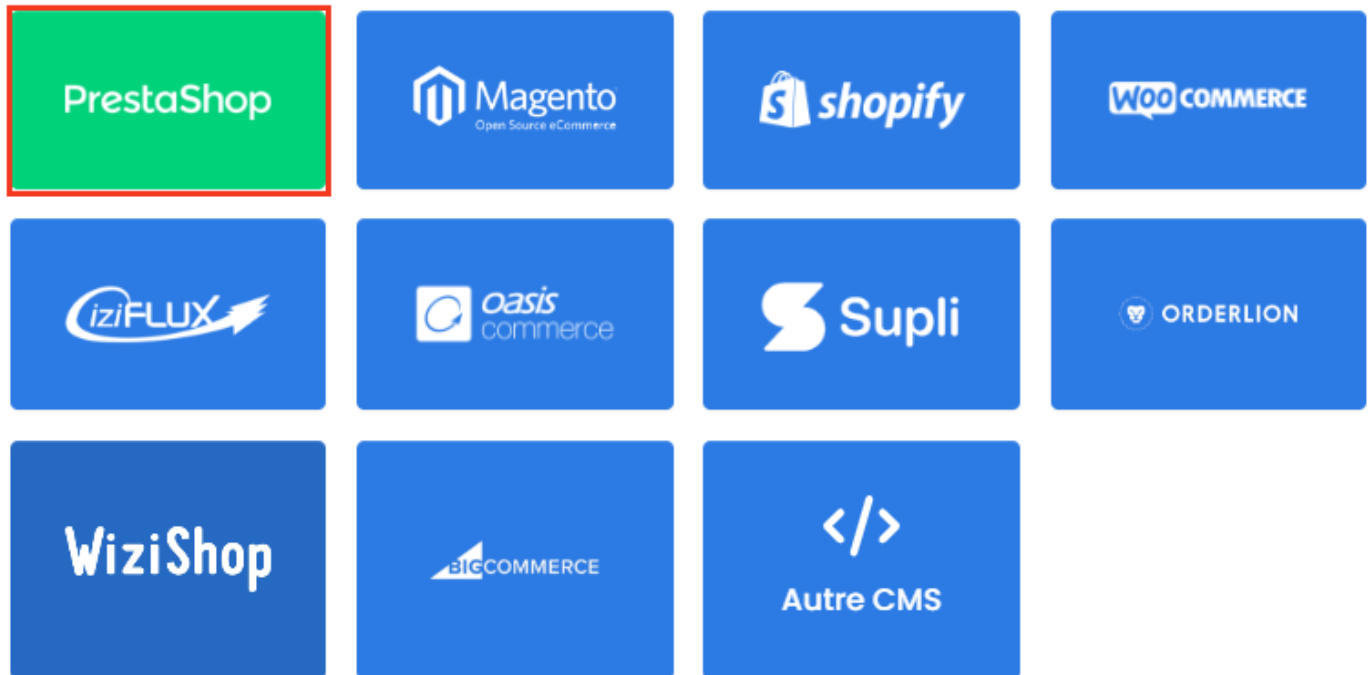 PrestaShop
Magento
Open Source eCommerce
shopify
WOO COMMERCE
iziFLUX
oasis
commerce
Supli
ORDERLION
WiziShop
BIGCOMMERCE
</>
Autre CMS